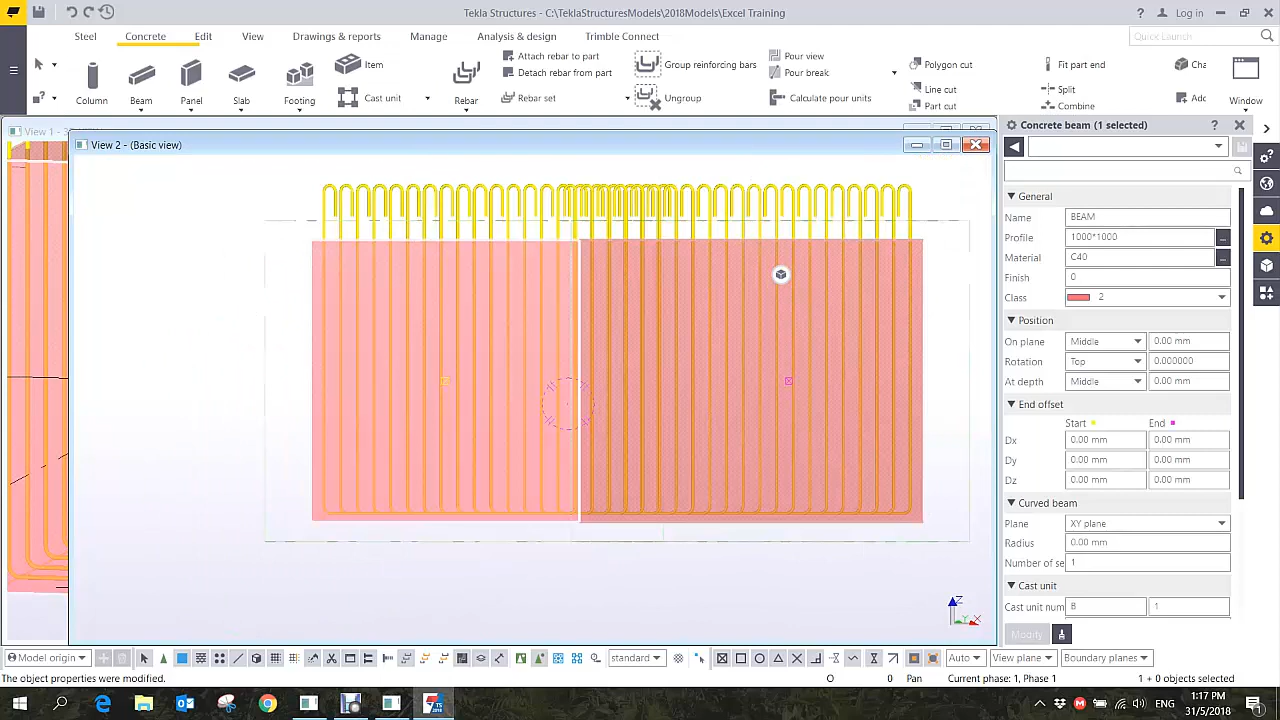 Tekla Structures - C:\TeklaStructuresModels\2018Models\Excel Training
Log in
Steel Concrete Edit View Drawings & reports Manage Analysis & design Trimble Connect
Quick Launch
Column
Beam
Panel
Slab
Footing
Item
Cast unit
Rebar
Attach rebar to part
Detach rebar from part
Rebar set
Group reinforcing bars
Ungroup
Pour view
Pour break
Calculate pour units
Polygon cut
Line cut
Part cut
Fit part end
Split
Combine
Cha
Adc
Window
View 1 - 3
View 2 - (Basic view)
Concrete beam (1 selected)
General
Name BEAM
Profile 1000*1000
Material C40
Finish 0
Class 2
Position
On plane Middle 0.00 mm
Rotation Top 0.000000
At depth Middle 0.00 mm
End offset
Start End
Dx 0.00 mm 0.00 mm
Dy 0.00 mm 0.00 mm
Dz 0.00 mm 0.00 mm
Curved beam
Plane XY plane
Radius 0.00 mm
Number of se 1
Cast unit
Cast unit num B 1
Modify
Z
Y X
Model origin standard Auto View plane Boundary planes
The object properties were modified. O 0 Pan Current phase: 1, Phase 1 1 + 0 objects selected
ENG
1:17 PM
31/5/2018